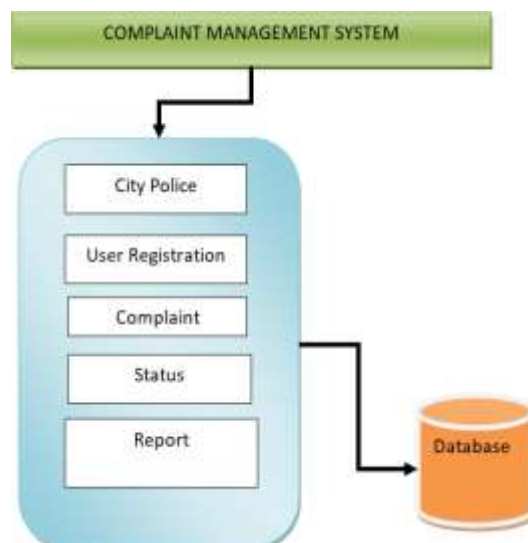 COMPLAINT MANAGEMENT SYSTEM
City Police
User Registration
Complaint
Status
Report
Database